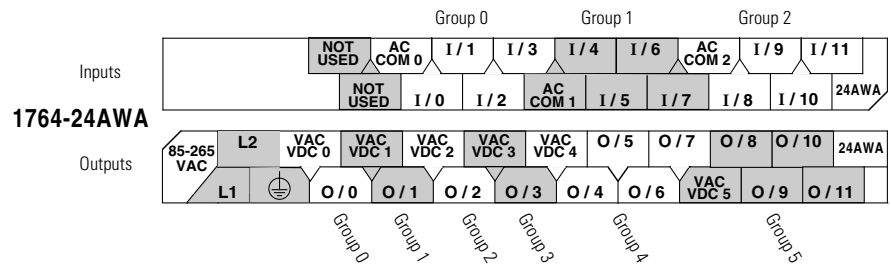 Group 0 Group 1 Group 2
NOT USED AC COM 0 I / 1 I / 3 I / 4 I / 6 AC COM 2 I / 9 I / 11
Inputs
NOT USED I / 0 I / 2 AC COM 1 I / 5 I / 7 I / 8 I / 10 24AWA
1764-24AWA
85-265 VAC L2 VAC VDC 0 VAC VDC 1 VAC VDC 2 VAC VDC 3 VAC VDC 4 O / 5 O / 7 O / 8 O / 10 24AWA
Outputs
L1 O / 0 O / 1 O / 2 O / 3 O / 4 O / 6 VAC VDC 5 O / 9 O / 11
Group 0 Group 1 Group 2 Group 3 Group 4 Group 5